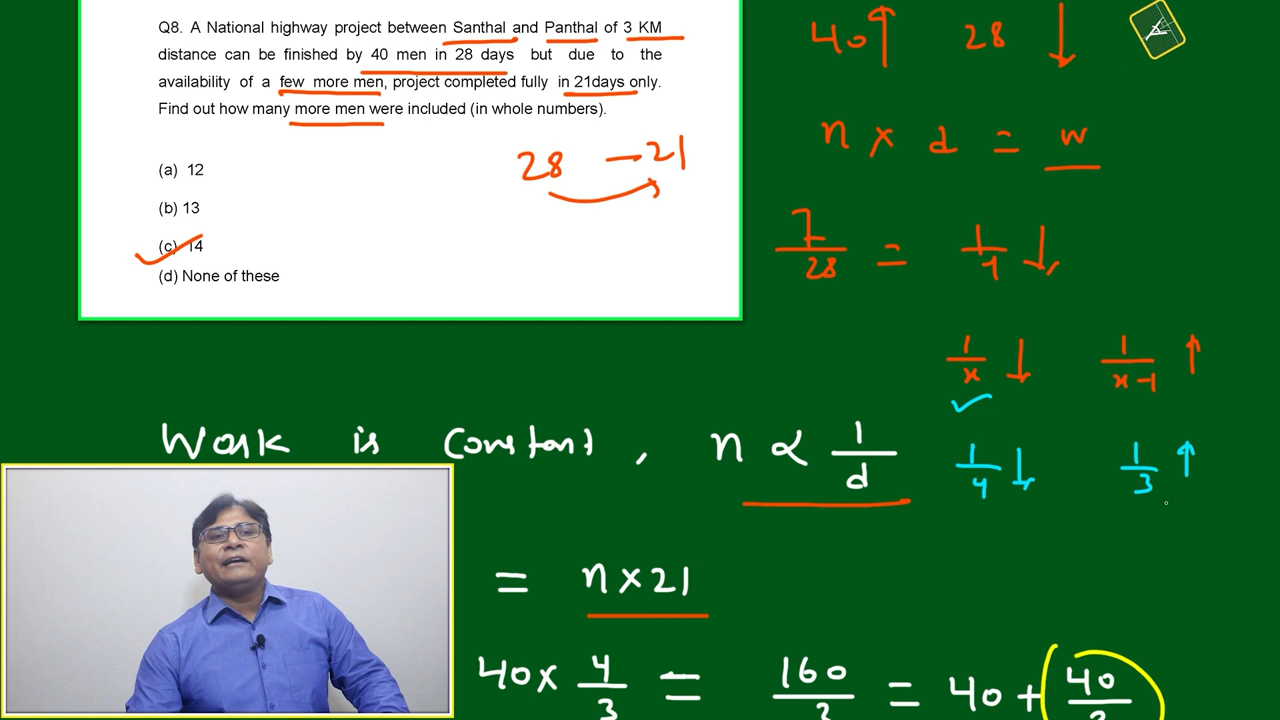 Q8. A National highway project between Santhal and Panthal of 3 KM
distance can be finished by 40 men in 28 days but due to the
availability of a few more men, project completed fully in 21days only.
Find out how many more men were included (in whole numbers).
(a) 12
(b) 13
(c) 14
(d) None of these
28 — 21
40↑ 28 ↓
n × d = w
7/28 = 1/4 ↓
1/x ↓ 1/x-1 ↑
1/4 ↓ 1/3 ↑
Work is Constant, n ∝ 1/d
= n×21
40× 4/3 = 160/3 = 40 + 40/3